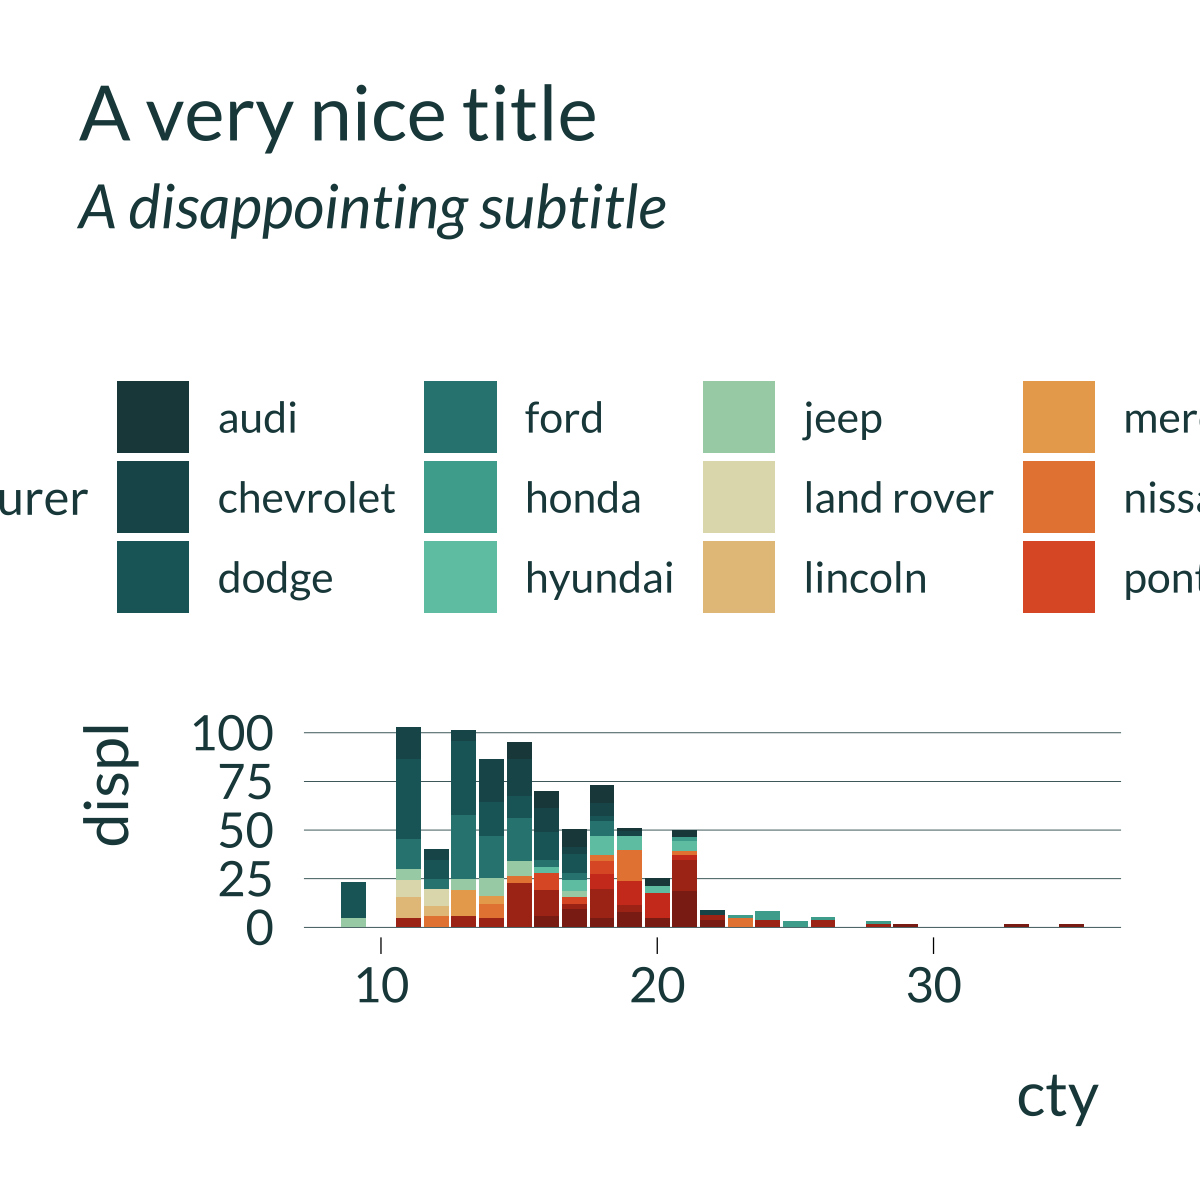 A very nice title
A disappointing subtitle
audi ford jeep
urer chevrolet honda land rover
dodge hyundai lincoln
displ
100
75
50
25
0
10 20 30
cty